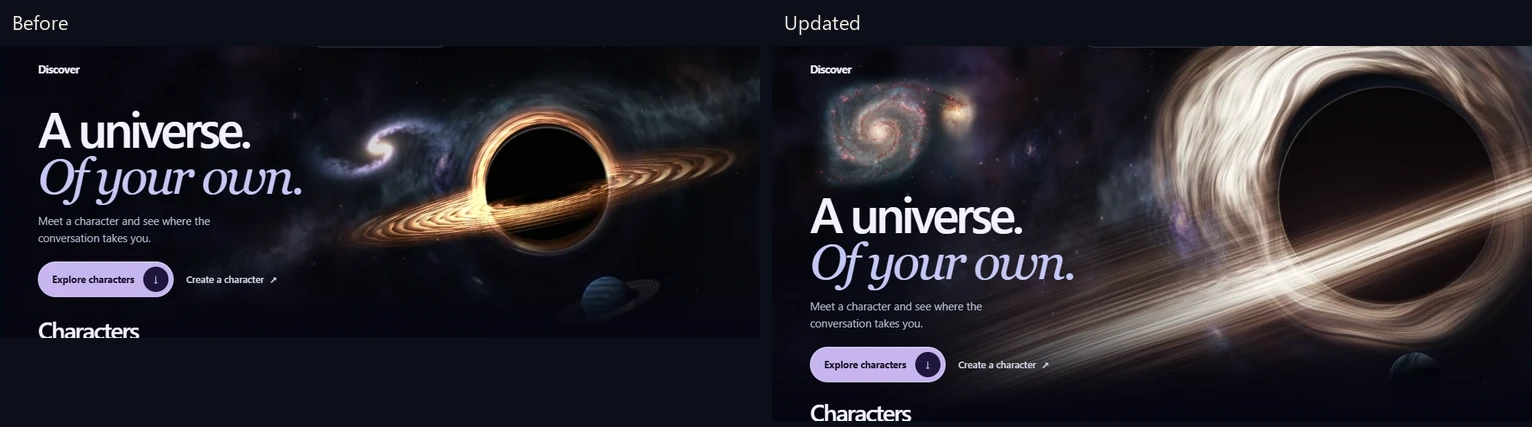 Before
Discover
A universe.
Of your own.
Meet a character and see where the
conversation takes you.
Explore characters ↓
Create a character ↗
Characters
Updated
Discover
A universe.
Of your own.
Meet a character and see where the
conversation takes you.
Explore characters ↓
Create a character ↗
Characters